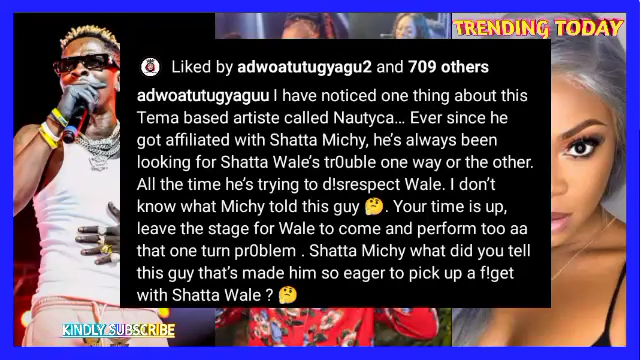 TRENDING TODAY
Liked by adwoatutugyagu2 and 709 others
adwoatutugyaguu I have noticed one thing about this
Tema based artiste called Nautyca... Ever since he
got affiliated with Shatta Michy, he's always been
looking for Shatta Wale's tr0uble one way or the other.
All the time he's trying to d!srespect Wale. I don't
know what Michy told this guy 🤔. Your time is up,
leave the stage for Wale to come and perform too aa
that one turn pr0blem . Shatta Michy what did you tell
this guy that's made him so eager to pick up a f!get
with Shatta Wale ? 🤔
KINDLY SUBSCRIBE